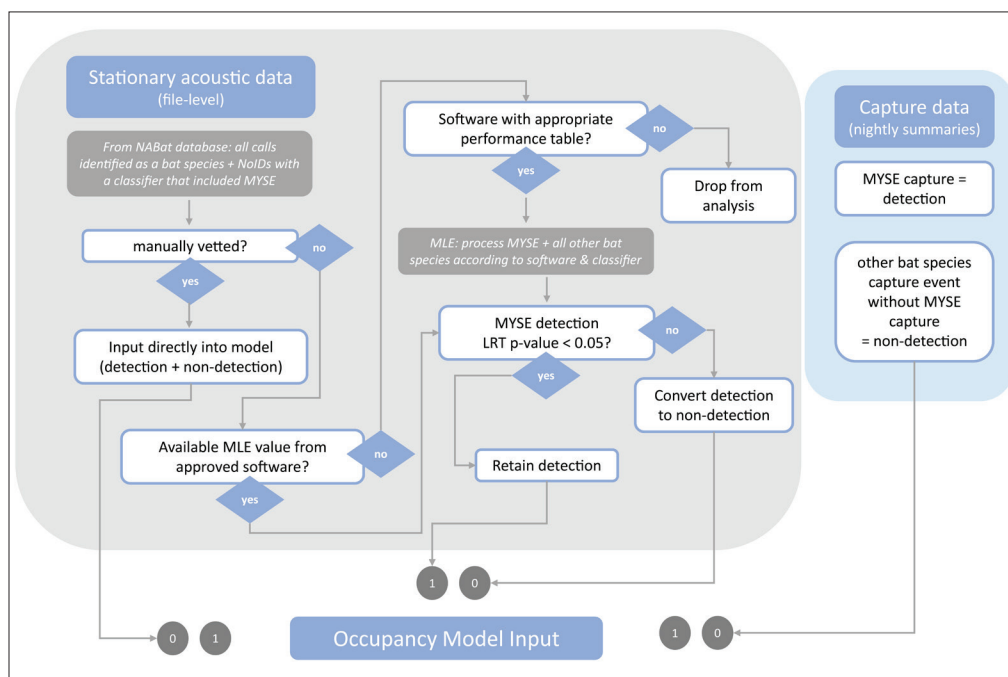 Stationary acoustic data
(file-level)
From NABat database: all calls
identified as a bat species + NoIDs with
a classifier that included MYSE
manually vetted?
no
yes
Input directly into model
(detection + non-detection)
Available MLE value from
approved software?
no
yes
Software with appropriate
performance table?
no
yes
Drop from
analysis
MLE: process MYSE + all other bat
species according to software & classifier
MYSE detection
LRT p-value < 0.05?
no
yes
Convert detection
to non-detection
Retain detection
Capture data
(nightly summaries)
MYSE capture =
detection
other bat species
capture event
without MYSE
capture
= non-detection
1
0
0
1
Occupancy Model Input
1
0